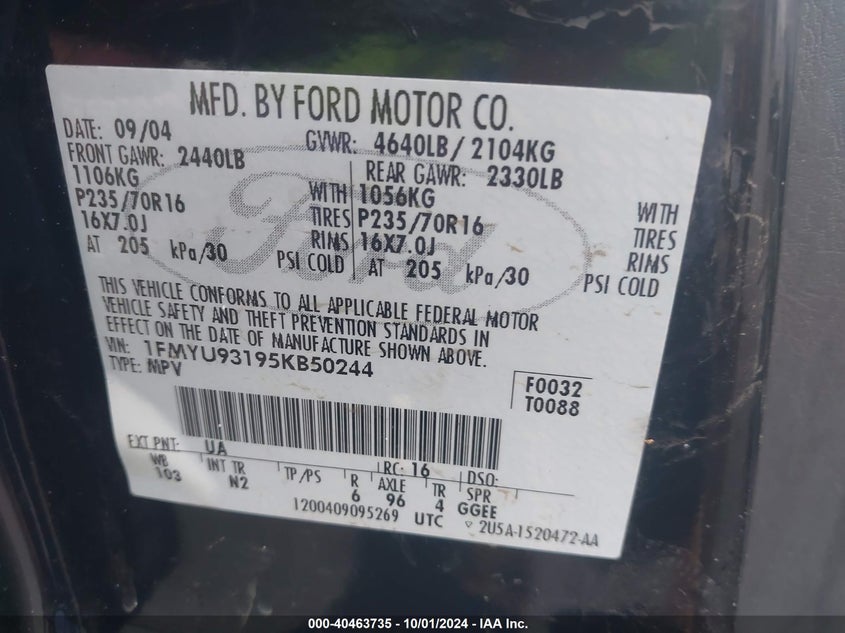 MFD. BY FORD MOTOR CO.
DATE: 09/04 GVWR: 4640LB/ 2104KG
FRONT GAWR: 2440LB REAR GAWR: 2330LB
1106KG WITH 1056KG WITH
P235/70R16 TIRES P235/70R16 TIRES
16X7.0J RIMS 16X7.0J RIMS
AT 205 kPa/30 PSI COLD AT 205 kPa/30 PSI COLD
Ford
THIS VEHICLE CONFORMS TO ALL APPLICABLE FEDERAL MOTOR
VEHICLE SAFETY AND THEFT PREVENTION STANDARDS IN
EFFECT ON THE DATE OF MANUFACTURE SHOWN ABOVE.
VIN: 1FMYU93195KB50244
TYPE: MPV
F0032
T0088
EXT PNT: UA RC: 16 DSO:
WB INT TR TP/PS R AXLE TR SPR
103 N2 6 96 4 GGEE
1200409095269 UTC ▽ 2U5A-1520472-AA
000-40463735 - 10/01/2024 - IAA Inc.